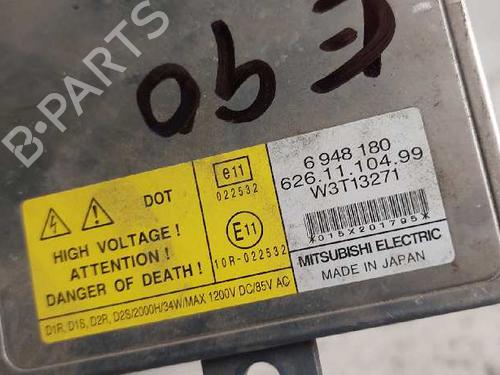 E90
DOT
HIGH VOLTAGE!
ATTENTION!
DANGER OF DEATH!
D1R, D1S, D2R, D2S/2000H/34W/MAX 1200V DC/85V AC
e11
022532
E11
10R-022532
6 948 180
626.11.104.99
W3T13271
*015X201795*
MITSUBISHI ELECTRIC
MADE IN JAPAN
B-PARTS